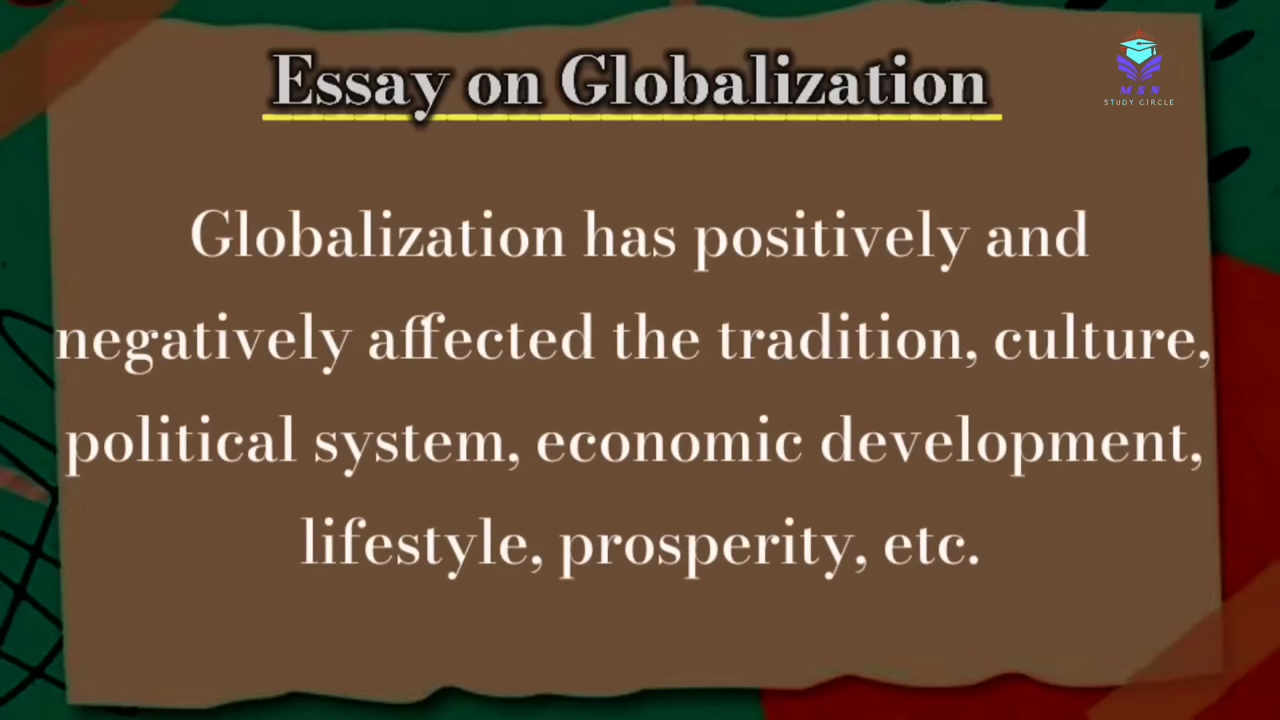 Essay on Globalization
M S N
STUDY CIRCLE
Globalization has positively and
negatively affected the tradition, culture,
political system, economic development,
lifestyle, prosperity, etc.